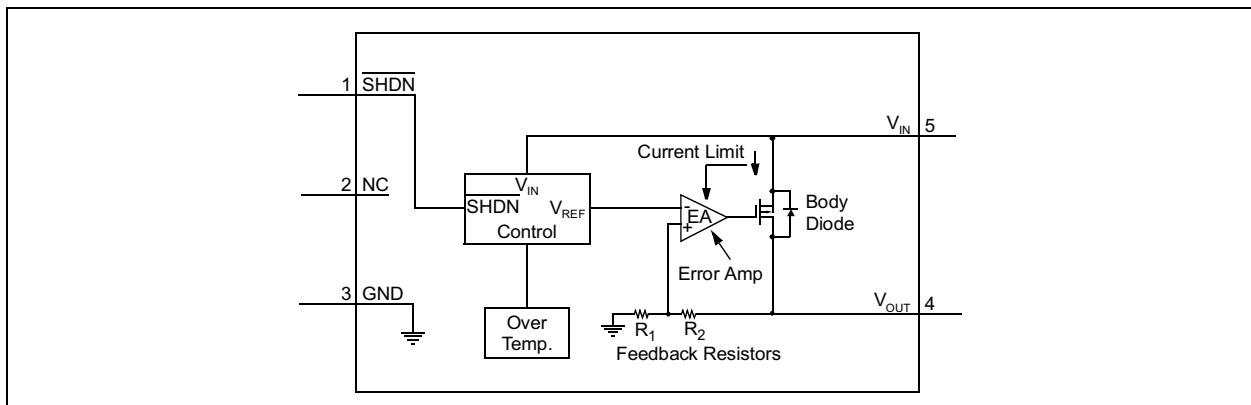 1 SHDN
2 NC
3 GND
V_IN 5
V_OUT 4
Current Limit
V_IN
SHDN V_REF
Control
Over
Temp.
-
EA
+
Error Amp
Body
Diode
R_1 R_2
Feedback Resistors